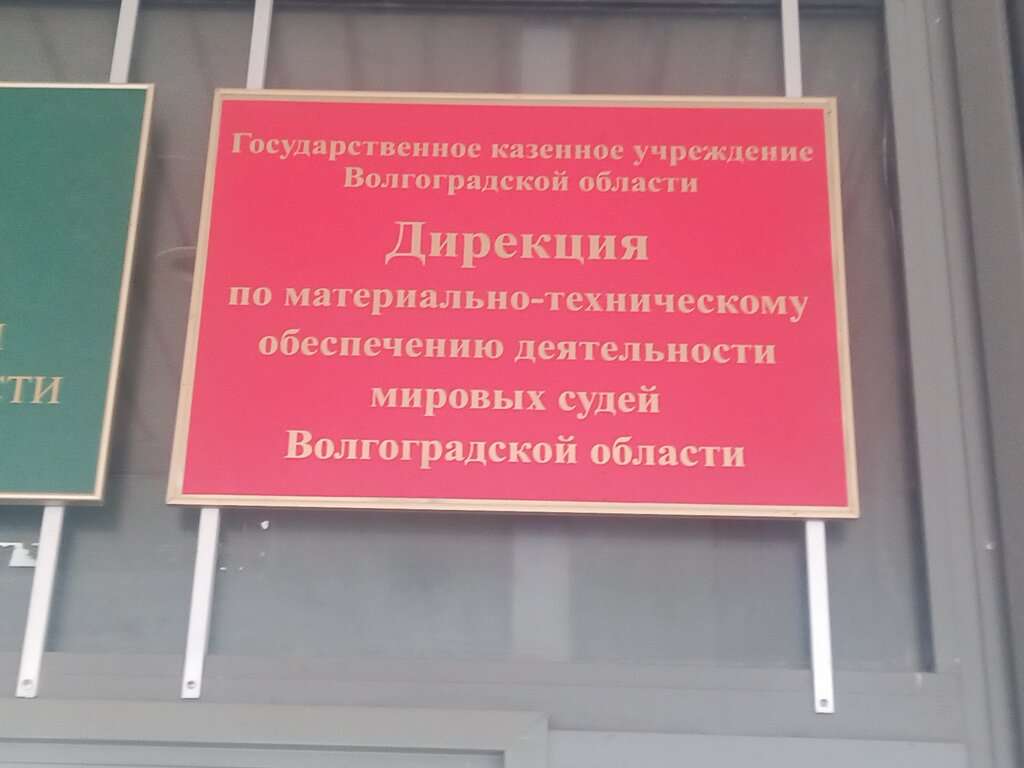 Государственное казенное учреждение
Волгоградской области
Дирекция
по материально-техническому
обеспечению деятельности
мировых судей
Волгоградской области